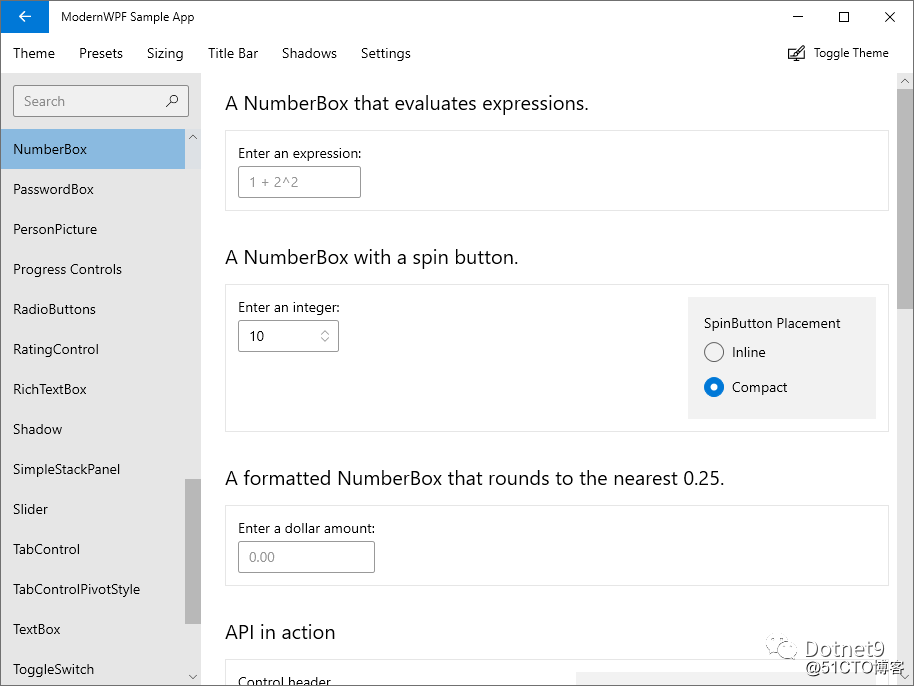 ModernWPF Sample App
Theme Presets Sizing Title Bar Shadows Settings Toggle Theme
Search
NumberBox
PasswordBox
PersonPicture
Progress Controls
RadioButtons
RatingControl
RichTextBox
Shadow
SimpleStackPanel
Slider
TabControl
TabControlPivotStyle
TextBox
ToggleSwitch
A NumberBox that evaluates expressions.
Enter an expression:
1 + 2^2
A NumberBox with a spin button.
Enter an integer:
10
SpinButton Placement
Inline
Compact
A formatted NumberBox that rounds to the nearest 0.25.
Enter a dollar amount:
0.00
API in action
Control header
Dotnet9
@51CTO博客